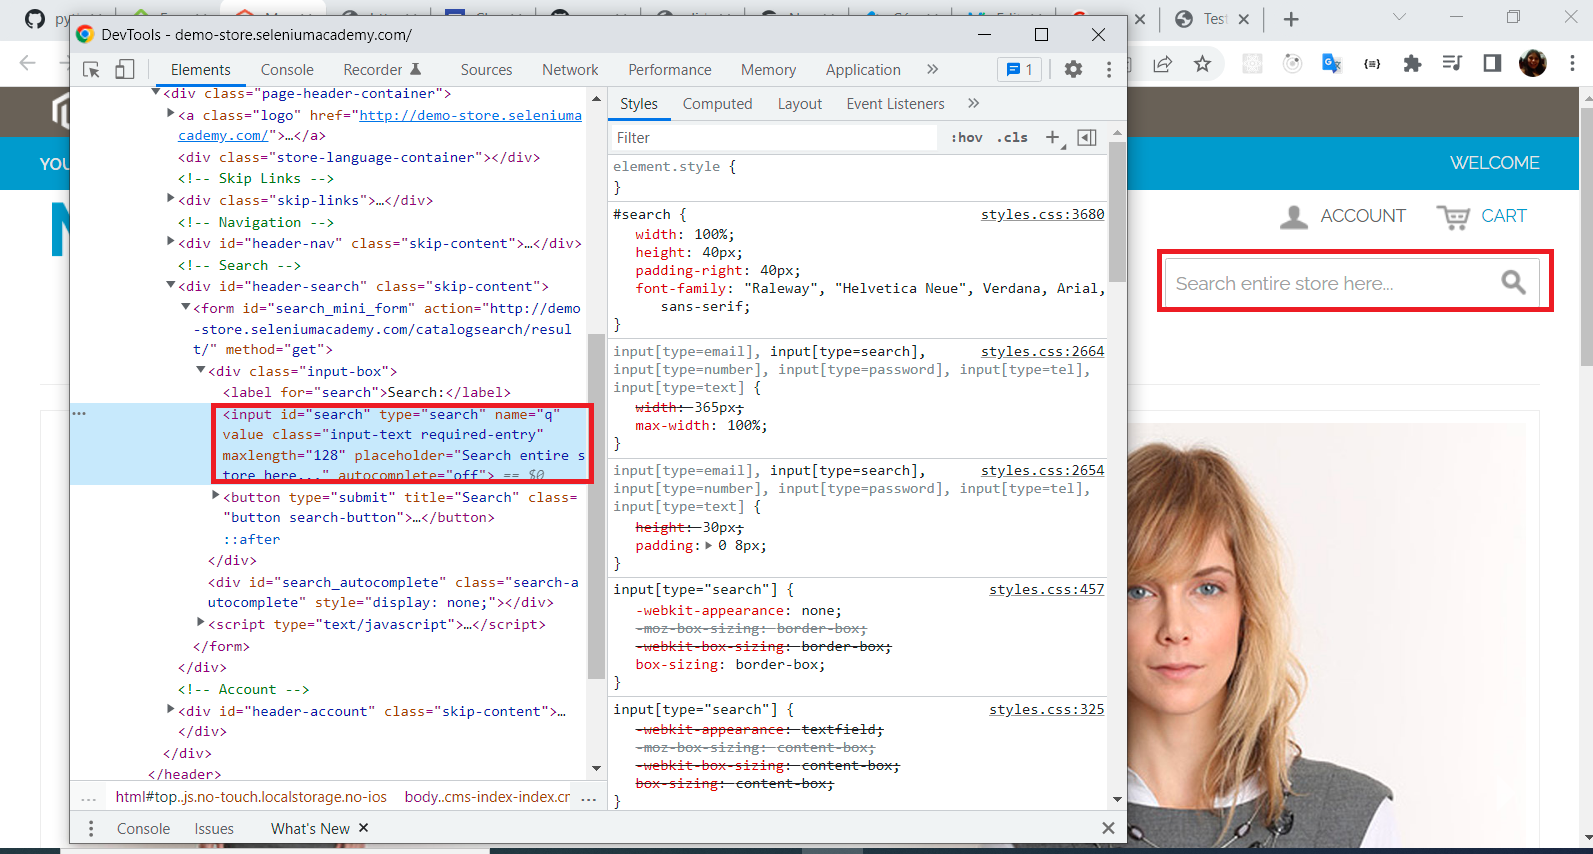 DevTools - demo-store.seleniumacademy.com/
Test
Elements
Console
Recorder
Sources
Network
Performance
Memory
Application
»
1
<div class="page-header-container">
<a class="logo" href="http://demo-store.seleniuma
cademy.com/">…</a>
<div class="store-language-container"></div>
<!-- Skip Links -->
<div class="skip-links">…</div>
<!-- Navigation -->
<div id="header-nav" class="skip-content">…</div>
<!-- Search -->
<div id="header-search" class="skip-content">
<form id="search_mini_form" action="http://demo
-store.seleniumacademy.com/catalogsearch/resul
t/" method="get">
<div class="input-box">
<label for="search">Search:</label>
<input id="search" type="search" name="q"
value class="input-text required-entry"
maxlength="128" placeholder="Search entire s
tore here..." autocomplete="off"> == $0
<button type="submit" title="Search" class=
"button search-button">…</button>
::after
</div>
<div id="search_autocomplete" class="search-a
utocomplete" style="display: none;"></div>
<script type="text/javascript">…</script>
</form>
</div>
<!-- Account -->
<div id="header-account" class="skip-content">…
</div>
</div>
</header>
... html#top..js.no-touch.localstorage.no-ios body..cms-index-index.cm ...
Styles
Computed
Layout
Event Listeners
»
Filter
:hov .cls +
element.style {
}
#search { styles.css:3680
width: 100%;
height: 40px;
padding-right: 40px;
font-family: "Raleway", "Helvetica Neue", Verdana, Arial,
sans-serif;
}
input[type=email], input[type=search], styles.css:2664
input[type=number], input[type=password], input[type=tel],
input[type=text] {
width: 365px;
max-width: 100%;
}
input[type=email], input[type=search], styles.css:2654
input[type=number], input[type=password], input[type=tel],
input[type=text] {
height: 30px;
padding: 0 8px;
}
input[type="search"] { styles.css:457
-webkit-appearance: none;
-moz-box-sizing: border-box;
-webkit-box-sizing: border-box;
box-sizing: border-box;
}
input[type="search"] { styles.css:325
-webkit-appearance: textfield;
-moz-box-sizing: content-box;
-webkit-box-sizing: content-box;
box-sizing: content-box;
}
Console
Issues
What's New
YOU
WELCOME
ACCOUNT
CART
Search entire store here...